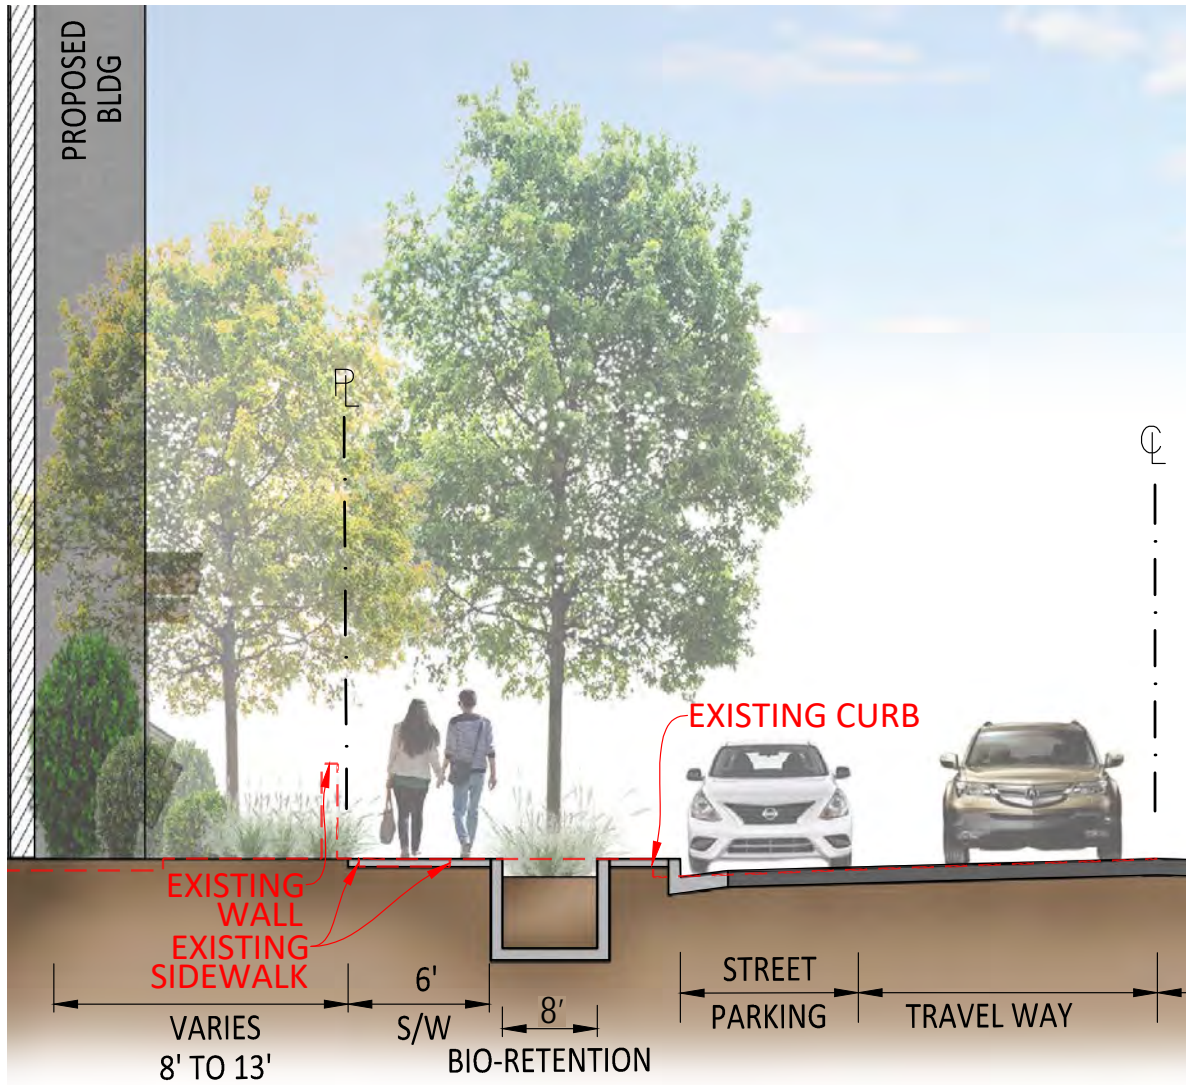 PROPOSED
BLDG
PL
CL
EXISTING CURB
EXISTING
WALL
EXISTING
SIDEWALK
VARIES
8' TO 13'
6'
S/W
8'
BIO-RETENTION
STREET
PARKING
TRAVEL WAY